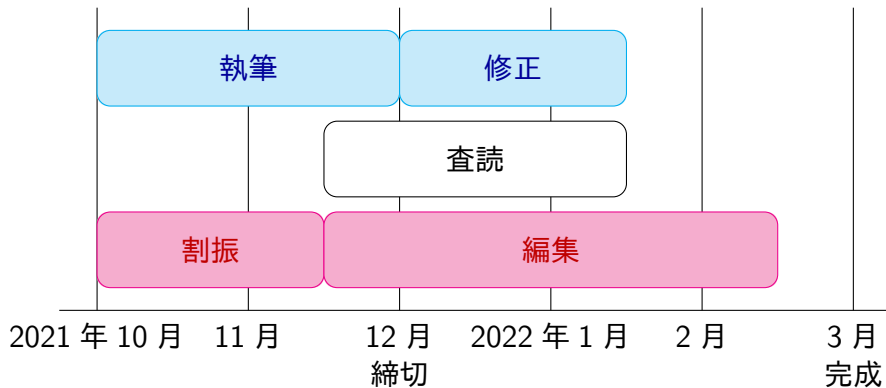 執筆
修正
査読
割振
編集
2021 年 10 月
11 月
12 月
締切
2022 年 1 月
2 月
3 月
完成